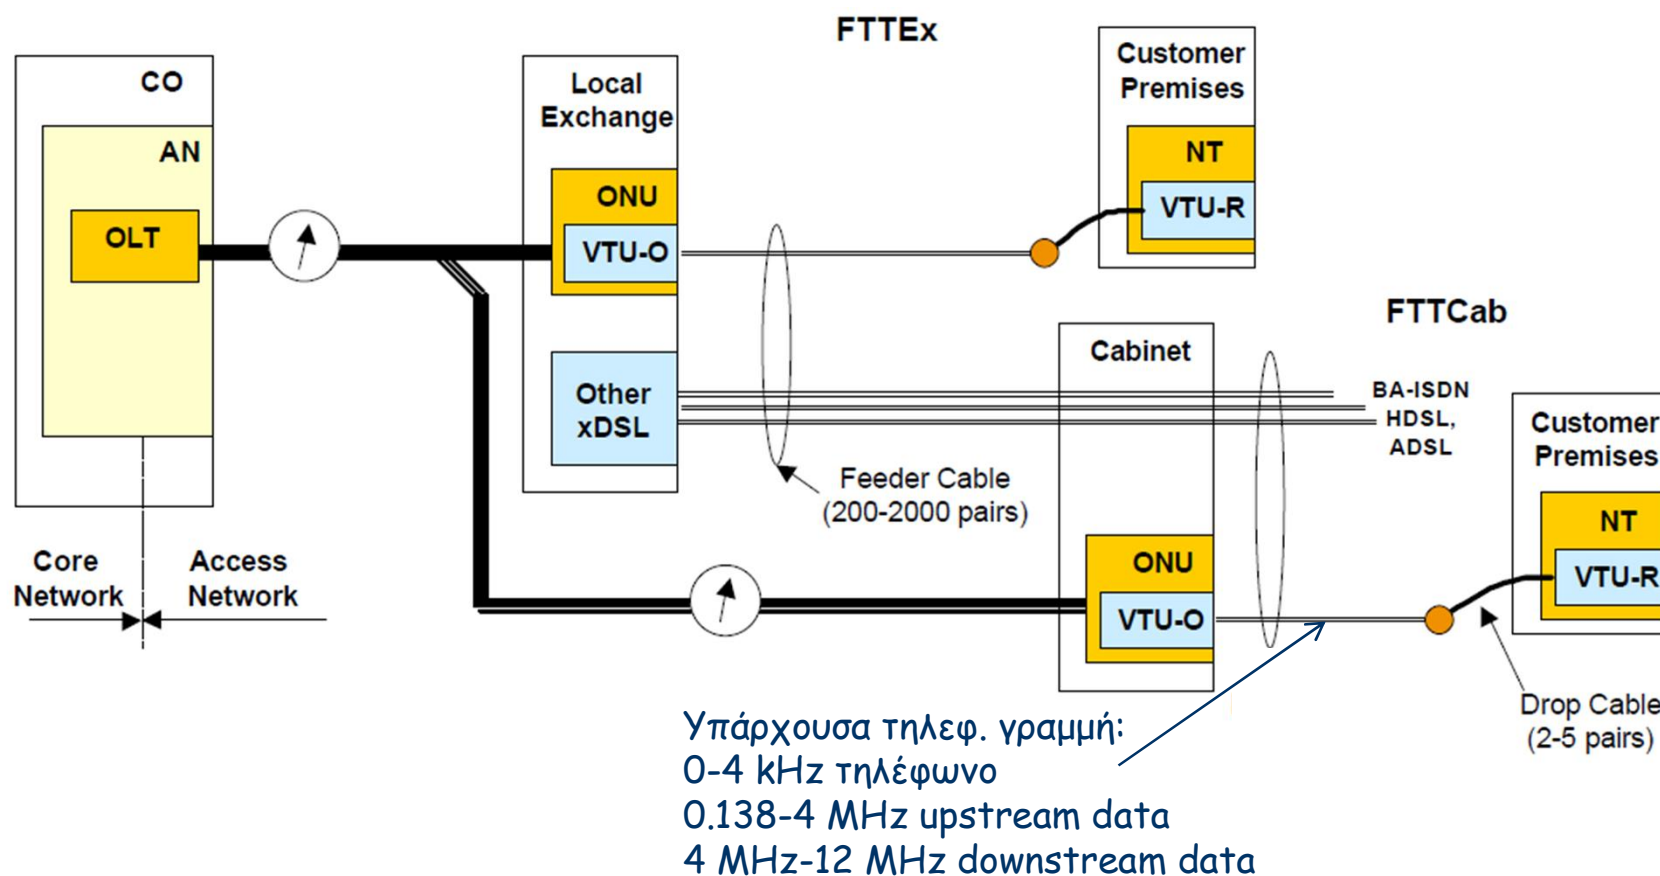 FTTEx
CO
AN
OLT
Core
Network
Access
Network
Local
Exchange
ONU
VTU-O
Other
xDSL
Feeder Cable
(200-2000 pairs)
Customer
Premises
NT
VTU-R
FTTCab
Cabinet
BA-ISDN
HDSL,
ADSL
ONU
VTU-O
Customer
Premises
NT
VTU-R
Drop Cable
(2-5 pairs)
Υπάρχουσα τηλεφ. γραμμή:
0-4 kHz τηλέφωνο
0.138-4 MHz upstream data
4 MHz-12 MHz downstream data